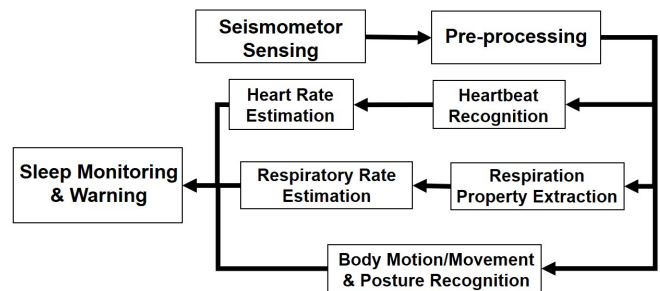 Seismometor
Sensing
Pre-processing
Heart Rate
Estimation
Heartbeat
Recognition
Sleep Monitoring
& Warning
Respiratory Rate
Estimation
Respiration
Property Extraction
Body Motion/Movement
& Posture Recognition